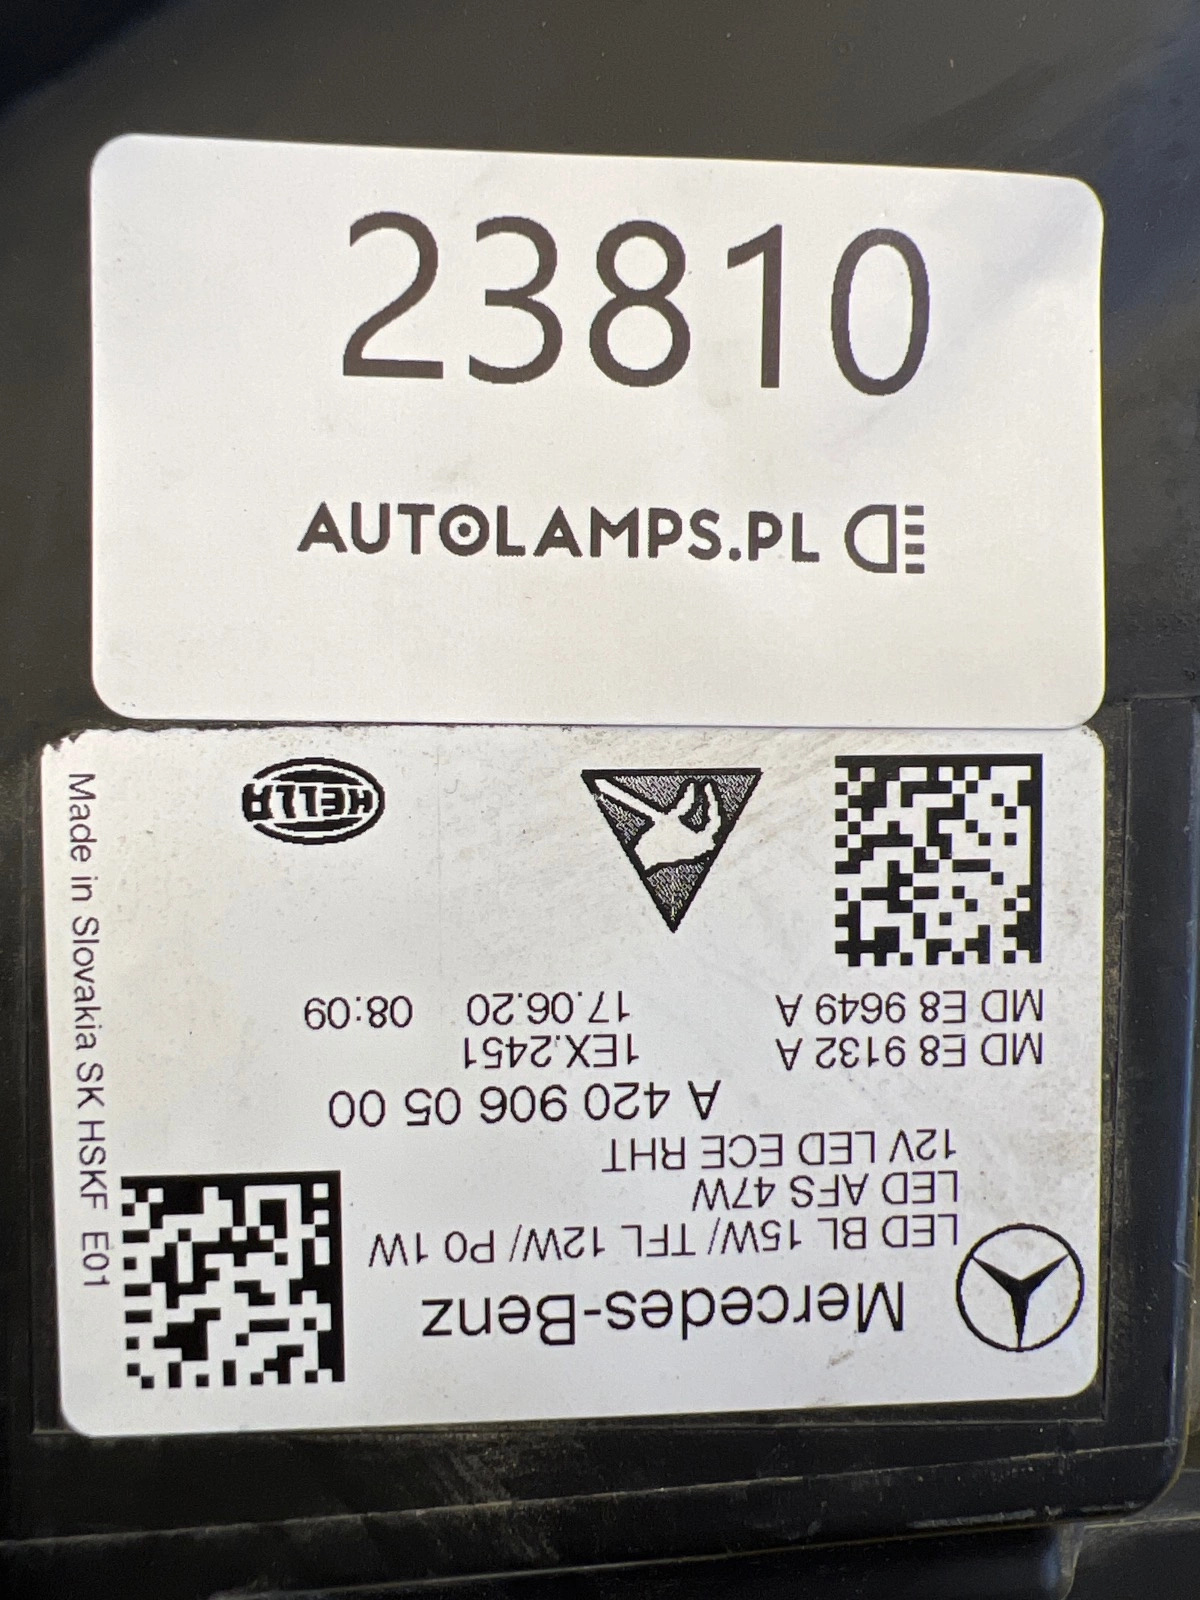 23810
AUTOLAMPS.PL
Mercedes-Benz
LED BL 15W/ TFL 12W/ PO 1W
LED AFS 47W
12V LED ECE RHT
A 420 906 05 00
MD E8 9132 A 1EX.2451
MD E8 9649 A 17.06.20 08:09
HELLA
Made in Slovakia SK HSKF E01